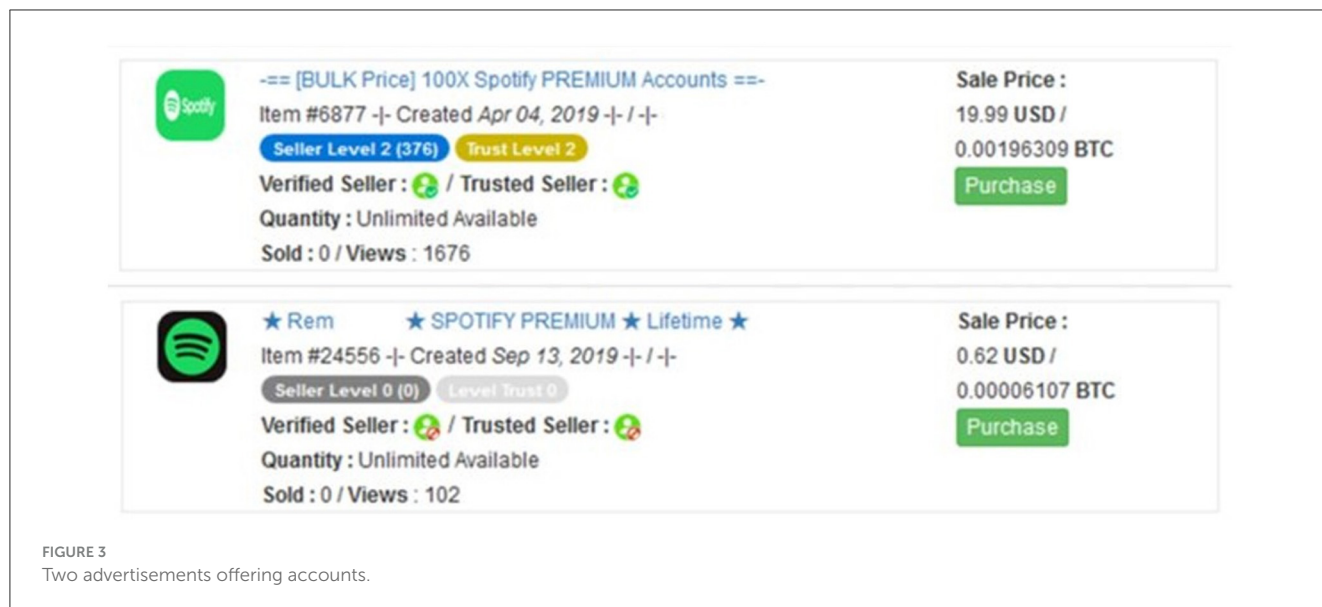 Spotify
-== [BULK Price] 100X Spotify PREMIUM Accounts ==-
Item #6877 -|- Created Apr 04, 2019 -|- / -|-
Seller Level 2 (376) Trust Level 2
Verified Seller : / Trusted Seller :
Quantity : Unlimited Available
Sold : 0 / Views : 1676
Sale Price :
19.99 USD /
0.00196309 BTC
Purchase
★ Rem ★ SPOTIFY PREMIUM ★ Lifetime ★
Item #24556 -|- Created Sep 13, 2019 -|- / -|-
Seller Level 0 (0) Level Trust 0
Verified Seller : / Trusted Seller :
Quantity : Unlimited Available
Sold : 0 / Views : 102
Sale Price :
0.62 USD /
0.00006107 BTC
Purchase
FIGURE 3
Two advertisements offering accounts.